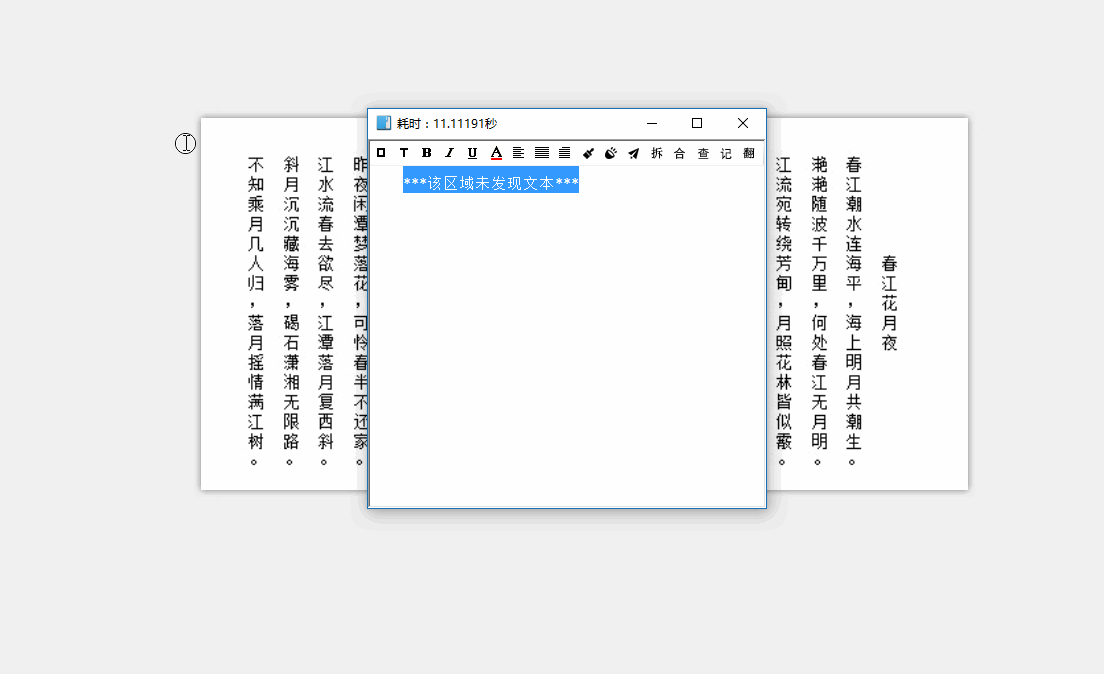 耗时：11.11191秒
T B I U A 拆 合 查 记 翻
***该区域未发现文本***
春江花月夜
春江潮水连海平，海上明月共潮生。
滟滟随波千万里，何处春江无月明。
江流宛转绕芳甸，月照花林皆似霰。
昨夜闲潭梦落花，可怜春半不还家。
江水流春去欲尽，江潭落月复西斜。
斜月沉沉藏海雾，碣石潇湘无限路。
不知乘月几人归，落月摇情满江树。